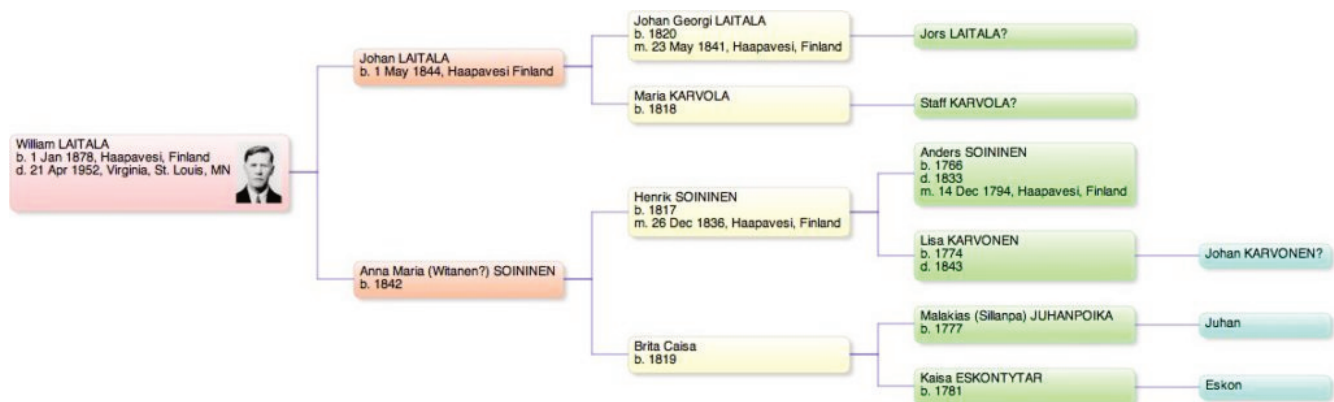 William LAITALA
b. 1 Jan 1878, Haapavesi, Finland
d. 21 Apr 1952, Virginia, St. Louis, MN
Johan LAITALA
b. 1 May 1844, Haapavesi Finland
Anna Maria (Witanen?) SOININEN
b. 1842
Johan Georgi LAITALA
b. 1820
m. 23 May 1841, Haapavesi, Finland
Maria KARVOLA
b. 1818
Henrik SOININEN
b. 1817
m. 26 Dec 1836, Haapavesi, Finland
Brita Caisa
b. 1819
Jors LAITALA?
Staff KARVOLA?
Anders SOININEN
b. 1766
d. 1833
m. 14 Dec 1794, Haapavesi, Finland
Lisa KARVONEN
b. 1774
d. 1843
Malakias (Sillanpa) JUHANPOIKA
b. 1777
Kaisa ESKONTYTAR
b. 1781
Johan KARVONEN?
Juhan
Eskon